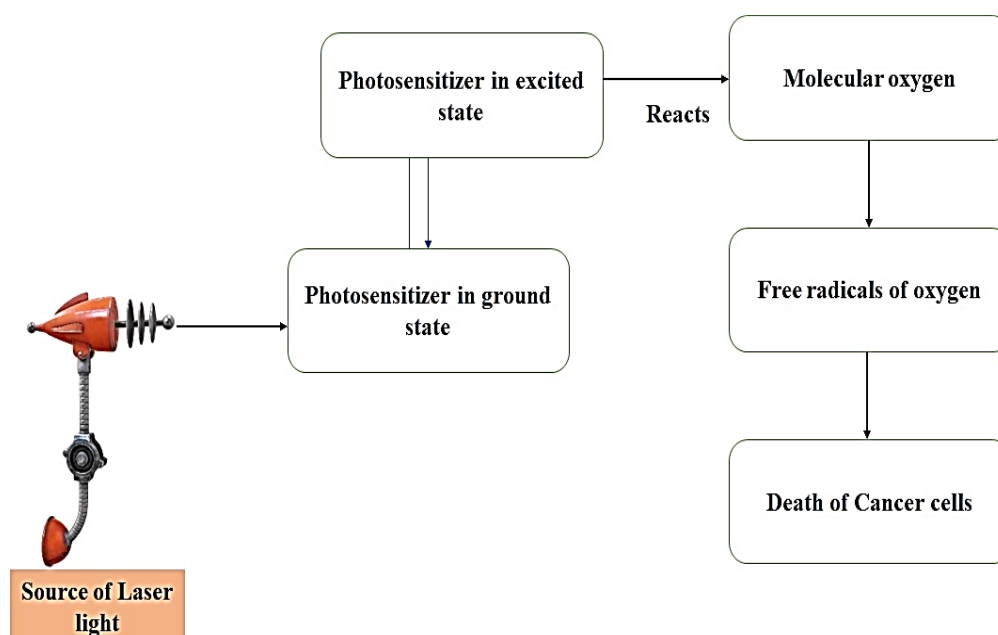 Photosensitizer in excited
state
Reacts
Molecular oxygen
Photosensitizer in ground
state
Free radicals of oxygen
Death of Cancer cells
Source of Laser
light